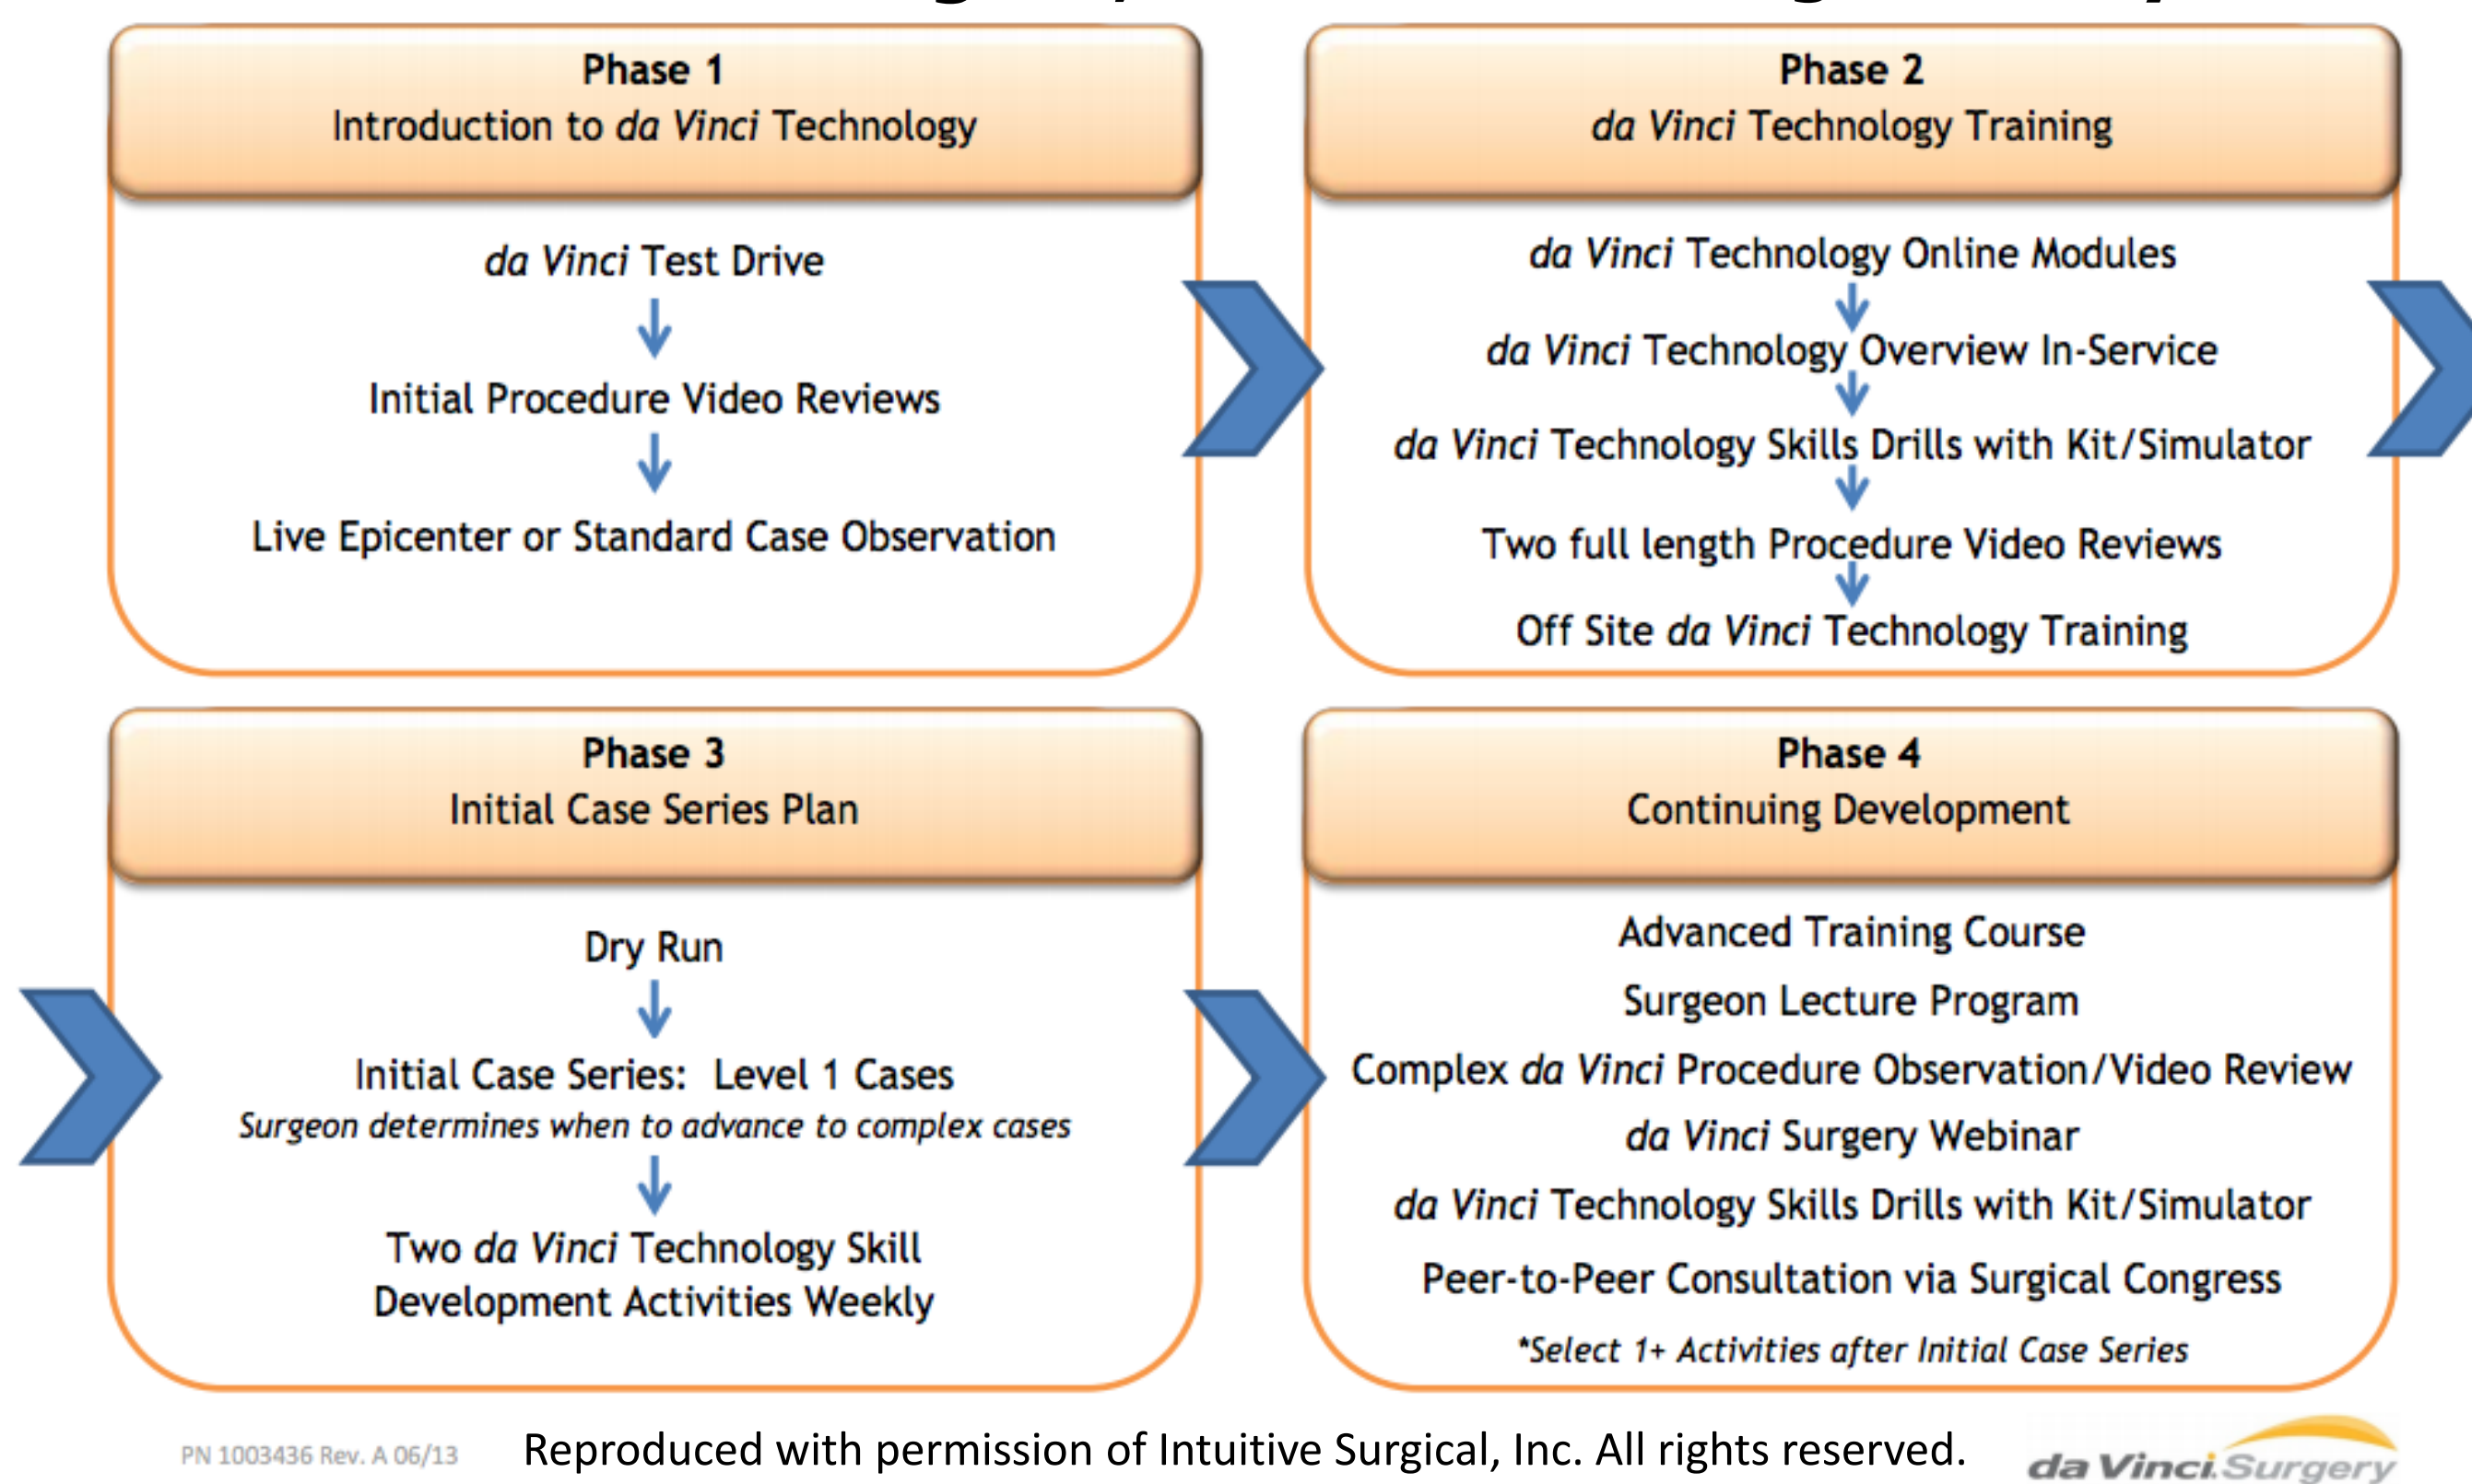 Phase 1
Introduction to da Vinci Technology
da Vinci Test Drive
Initial Procedure Video Reviews
Live Epicenter or Standard Case Observation
Phase 2
da Vinci Technology Training
da Vinci Technology Online Modules
da Vinci Technology Overview In-Service
da Vinci Technology Skills Drills with Kit/Simulator
Two full length Procedure Video Reviews
Off Site da Vinci Technology Training
Phase 3
Initial Case Series Plan
Dry Run
Initial Case Series: Level 1 Cases
Surgeon determines when to advance to complex cases
Two da Vinci Technology Skill
Development Activities Weekly
Phase 4
Continuing Development
Advanced Training Course
Surgeon Lecture Program
Complex da Vinci Procedure Observation/Video Review
da Vinci Surgery Webinar
da Vinci Technology Skills Drills with Kit/Simulator
Peer-to-Peer Consultation via Surgical Congress
*Select 1+ Activities after Initial Case Series
PN 1003436 Rev. A 06/13
Reproduced with permission of Intuitive Surgical, Inc. All rights reserved.
da Vinci Surgery